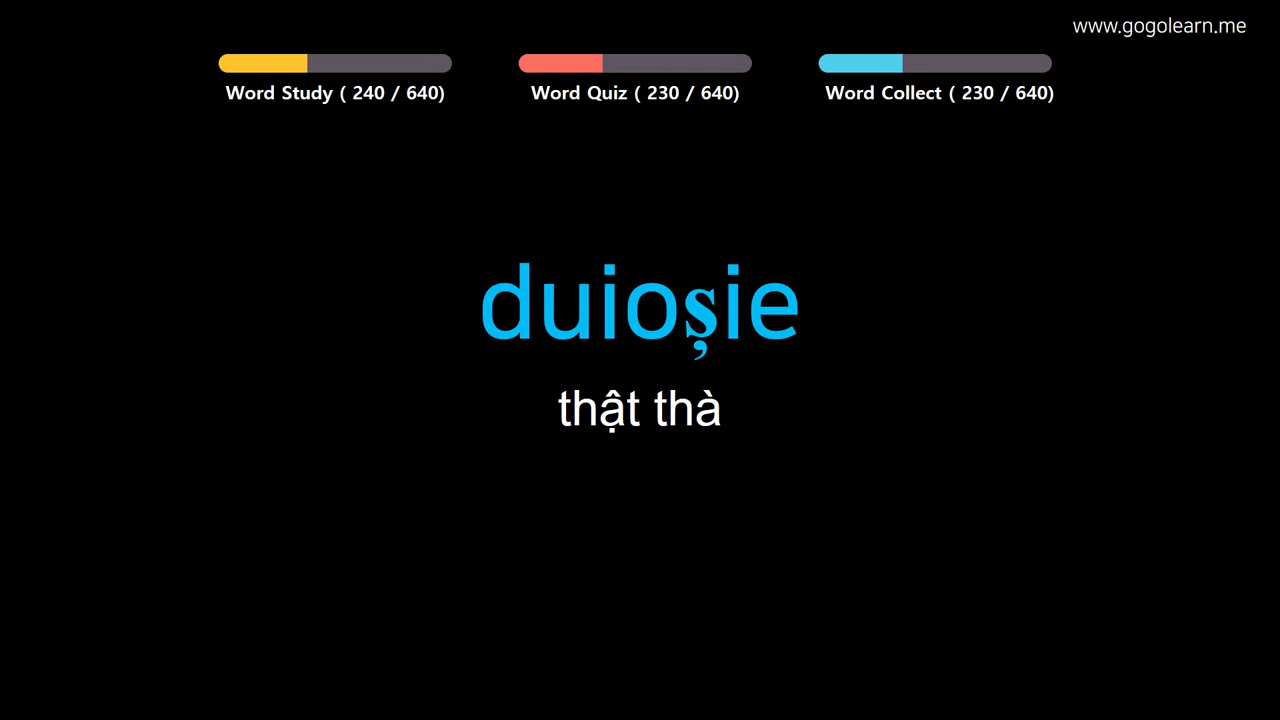 www.gogolearn.me
Word Study ( 240 / 640)
Word Quiz ( 230 / 640)
Word Collect ( 230 / 640)
duioșie
thật thà